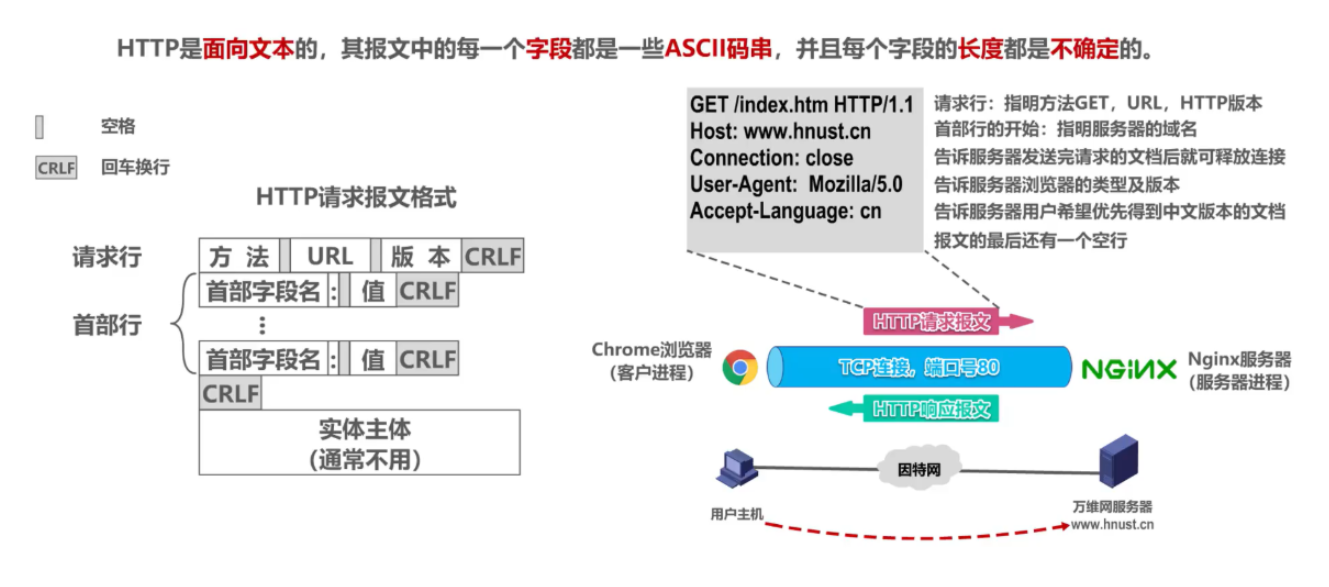 HTTP是面向文本的，其报文中的每一个字段都是一些ASCII码串，并且每个字段的长度都是不确定的。
空格
CRLF 回车换行
HTTP请求报文格式
请求行 方 法 URL 版 本 CRLF
首部字段名 : 值 CRLF
首部行 ⋮
首部字段名 : 值 CRLF
CRLF
实体主体
（通常不用）
GET /index.htm HTTP/1.1 请求行：指明方法GET，URL，HTTP版本
Host: www.hnust.cn 首部行的开始：指明服务器的域名
Connection: close 告诉服务器发送完请求的文档后就可释放连接
User-Agent: Mozilla/5.0 告诉服务器浏览器的类型及版本
Accept-Language: cn 告诉服务器用户希望优先得到中文版本的文档
报文的最后还有一个空行
HTTP请求报文
Chrome浏览器
（客户进程）
TCP连接，端口号80
NGINX
Nginx服务器
（服务器进程）
HTTP响应报文
因特网
用户主机
万维网服务器
www.hnust.cn